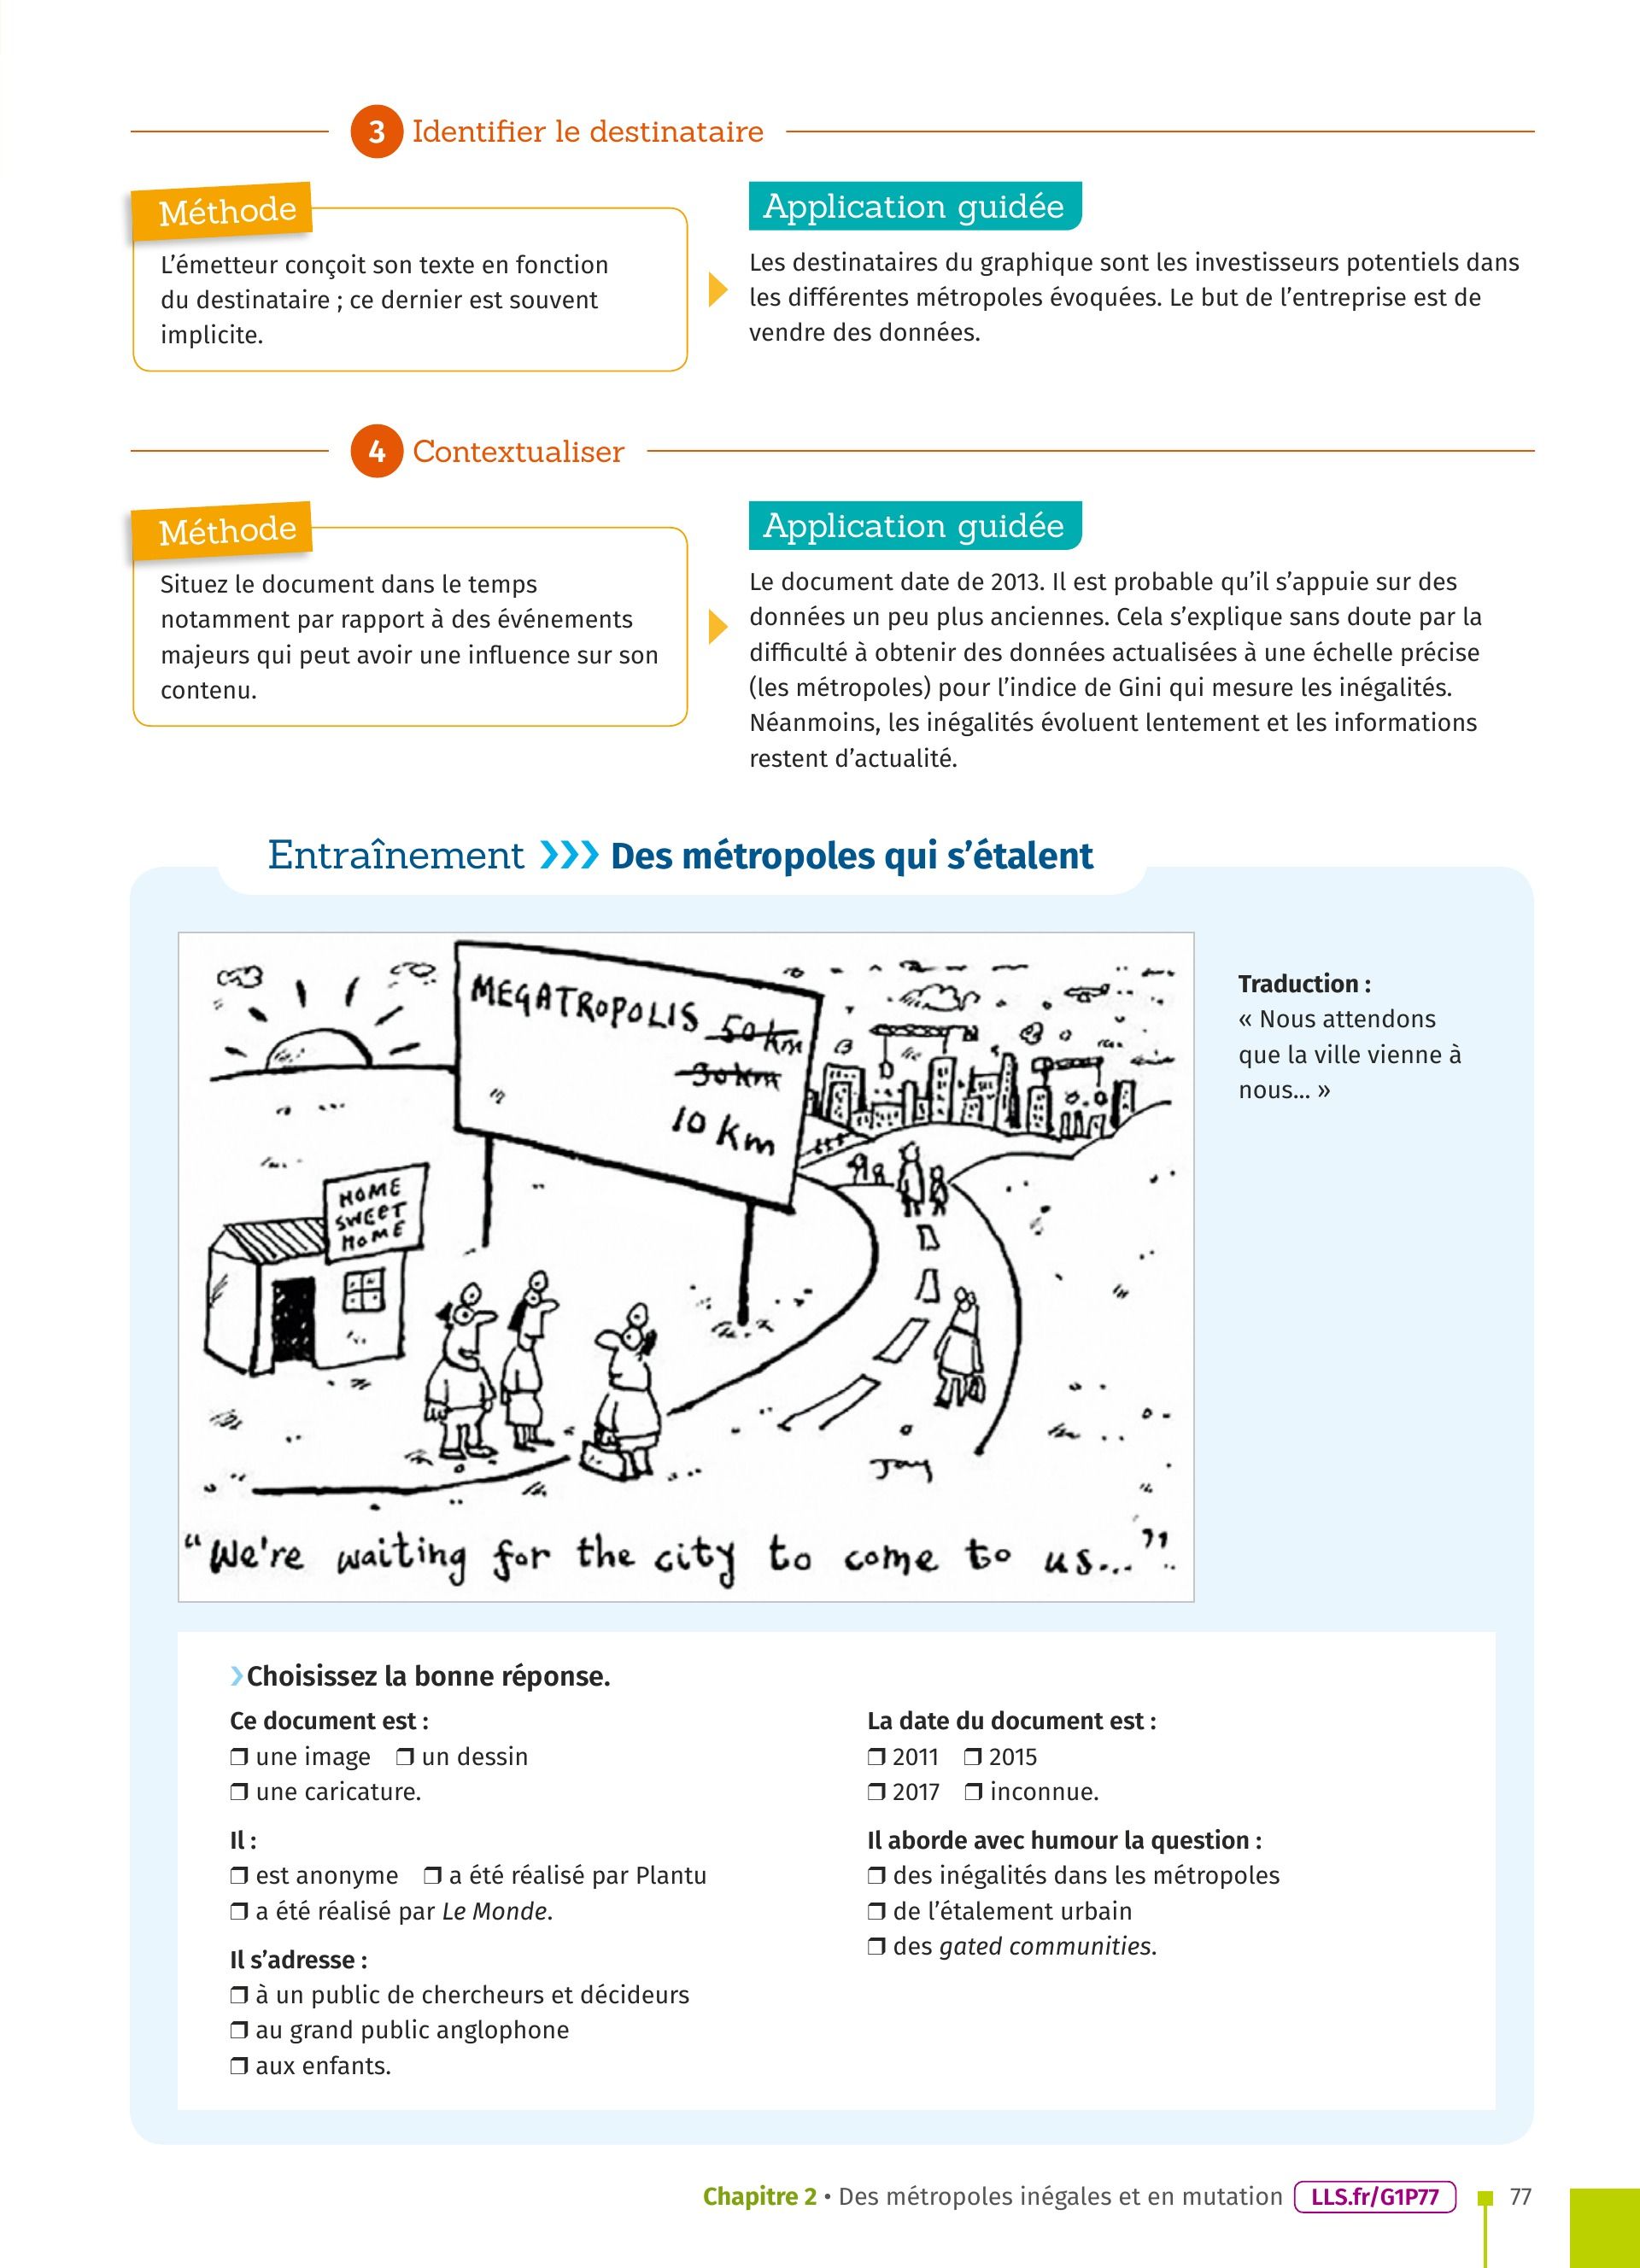 3 Identifier le destinataire
Méthode
L’émetteur conçoit son texte en fonction
du destinataire ; ce dernier est souvent
implicite.
Application guidée
Les destinataires du graphique sont les investisseurs potentiels dans
les différentes métropoles évoquées. Le but de l’entreprise est de
vendre des données.
4 Contextualiser
Méthode
Situez le document dans le temps
notamment par rapport à des événements
majeurs qui peut avoir une influence sur son
contenu.
Application guidée
Le document date de 2013. Il est probable qu’il s’appuie sur des
données un peu plus anciennes. Cela s’explique sans doute par la
difficulté à obtenir des données actualisées à une échelle précise
(les métropoles) pour l’indice de Gini qui mesure les inégalités.
Néanmoins, les inégalités évoluent lentement et les informations
restent d’actualité.
Entraînement ❯❯❯ Des métropoles qui s’étalent
MEGATROPOLIS 50 km
30 km
10 km
HOME
SWEET
HOME
Jay
“We're waiting for the city to come to us...”
Traduction :
« Nous attendons
que la ville vienne à
nous... »
❯Choisissez la bonne réponse.
Ce document est :
❒ une image ❒ un dessin
❒ une caricature.
Il :
❒ est anonyme ❒ a été réalisé par Plantu
❒ a été réalisé par Le Monde.
Il s’adresse :
❒ à un public de chercheurs et décideurs
❒ au grand public anglophone
❒ aux enfants.
La date du document est :
❒ 2011 ❒ 2015
❒ 2017 ❒ inconnue.
Il aborde avec humour la question :
❒ des inégalités dans les métropoles
❒ de l’étalement urbain
❒ des gated communities.
Chapitre 2 • Des métropoles inégales et en mutation LLS.fr/G1P77 77